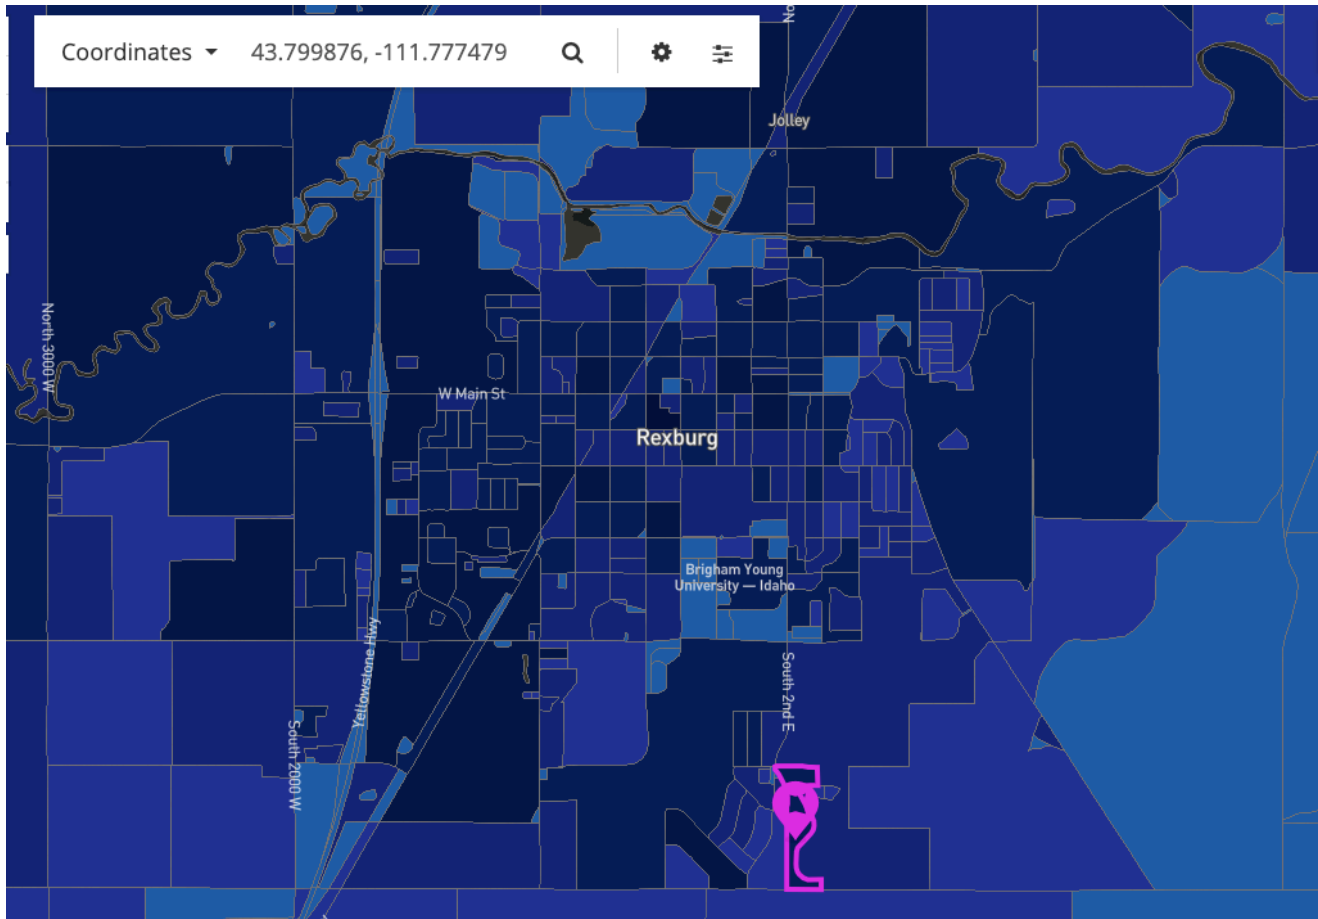 Coordinates
43.799876, -111.777479
No
Jolley
North 3000 W
W Main St
Rexburg
Brigham Young
University — Idaho
Yellowstone Hwy
South 2nd E
South 2000 W